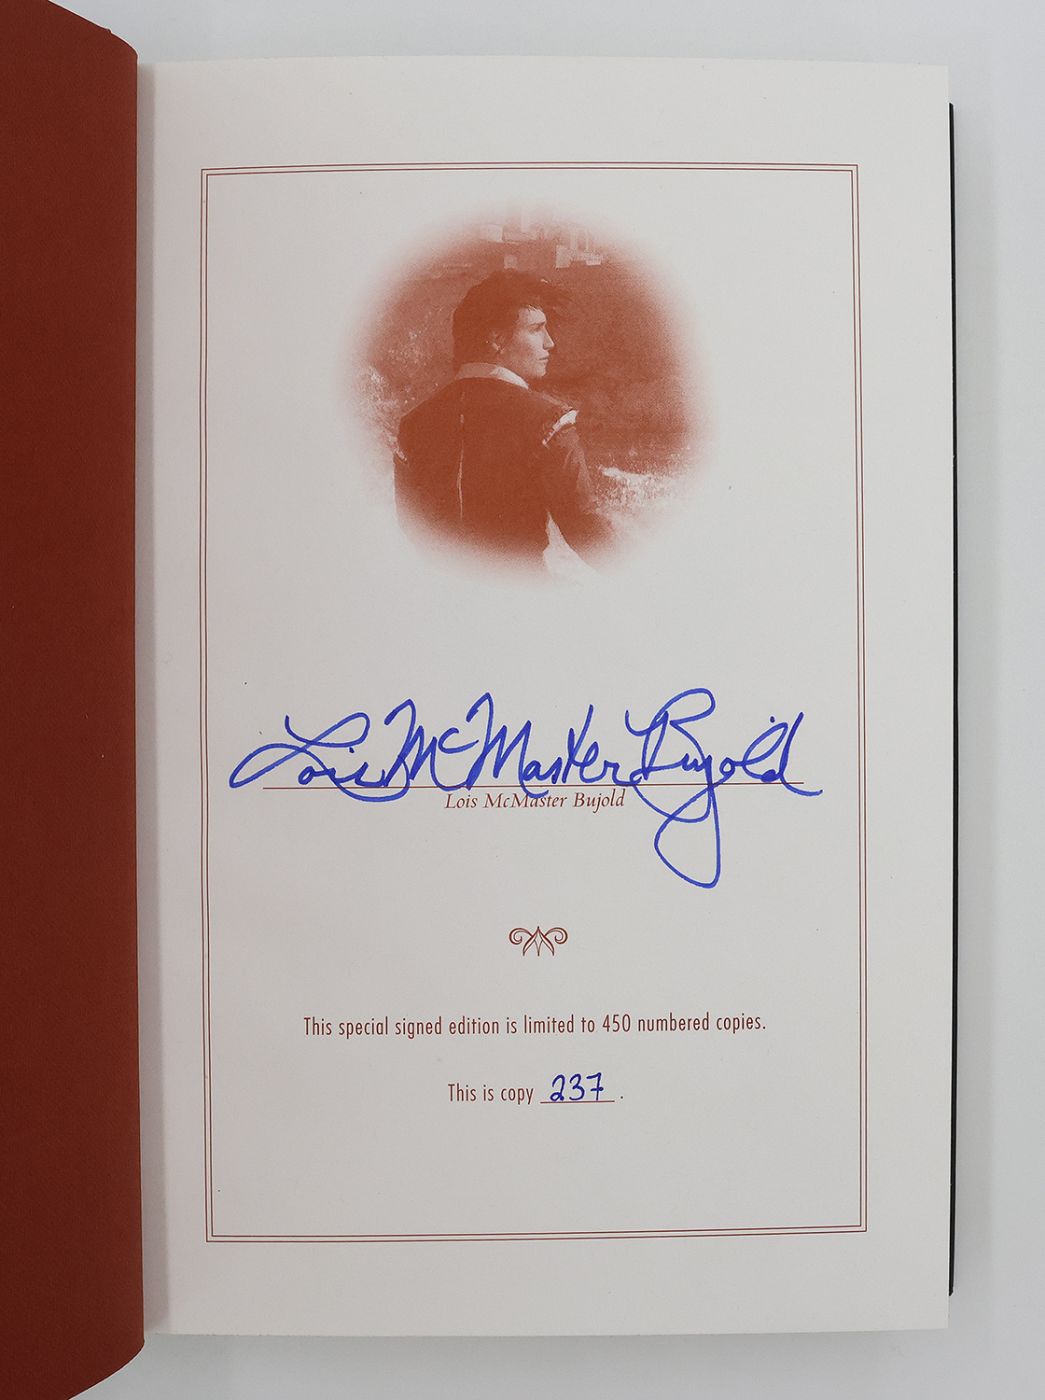 Lois McMaster Bujold
Lois McMaster Bujold
This special signed edition is limited to 450 numbered copies.
This is copy 237.